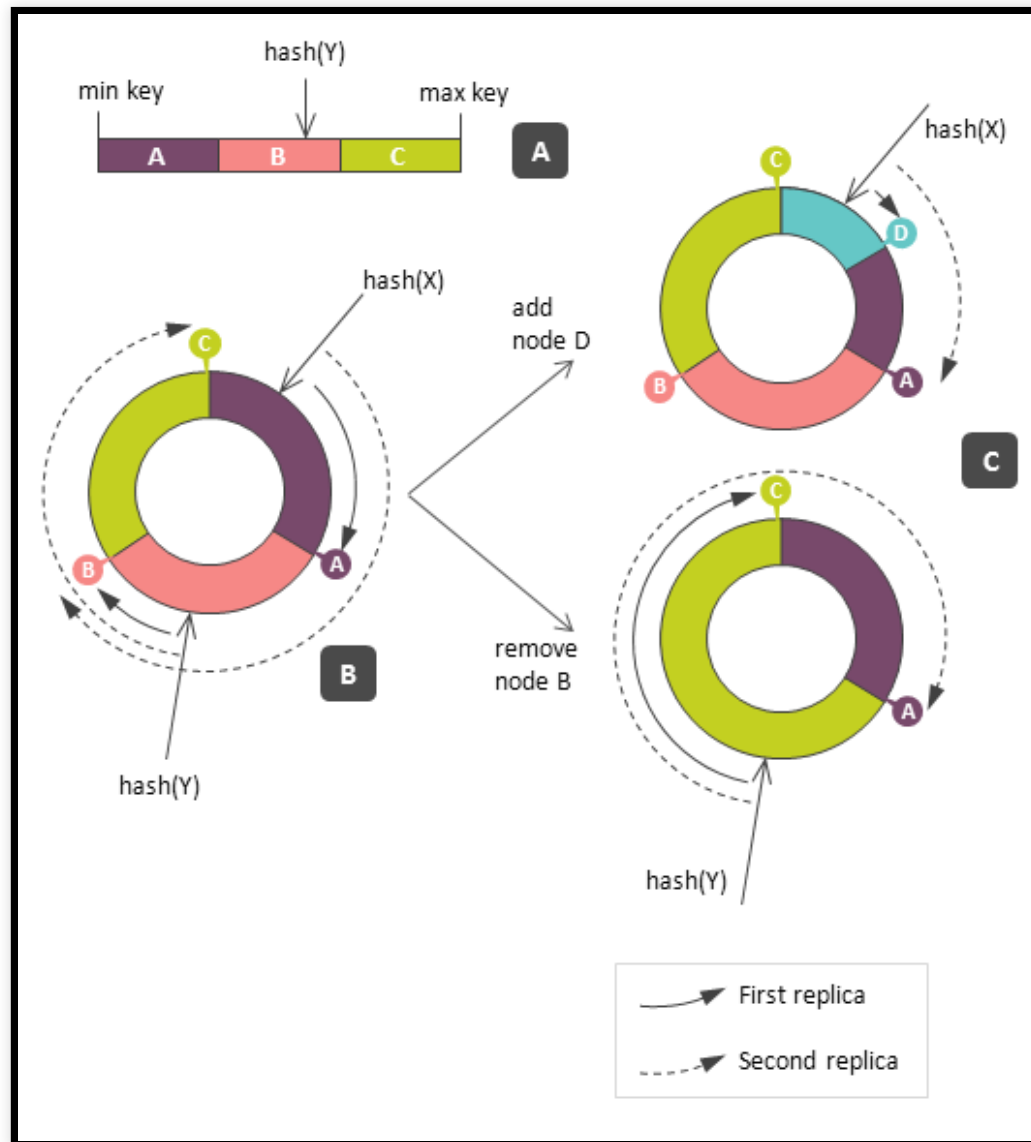 hash(Y)
min key
max key
A
B
C
A
hash(X)
C
D
A
B
C
add
node D
hash(X)
C
A
B
B
hash(Y)
remove
node B
C
A
hash(Y)
First replica
Second replica